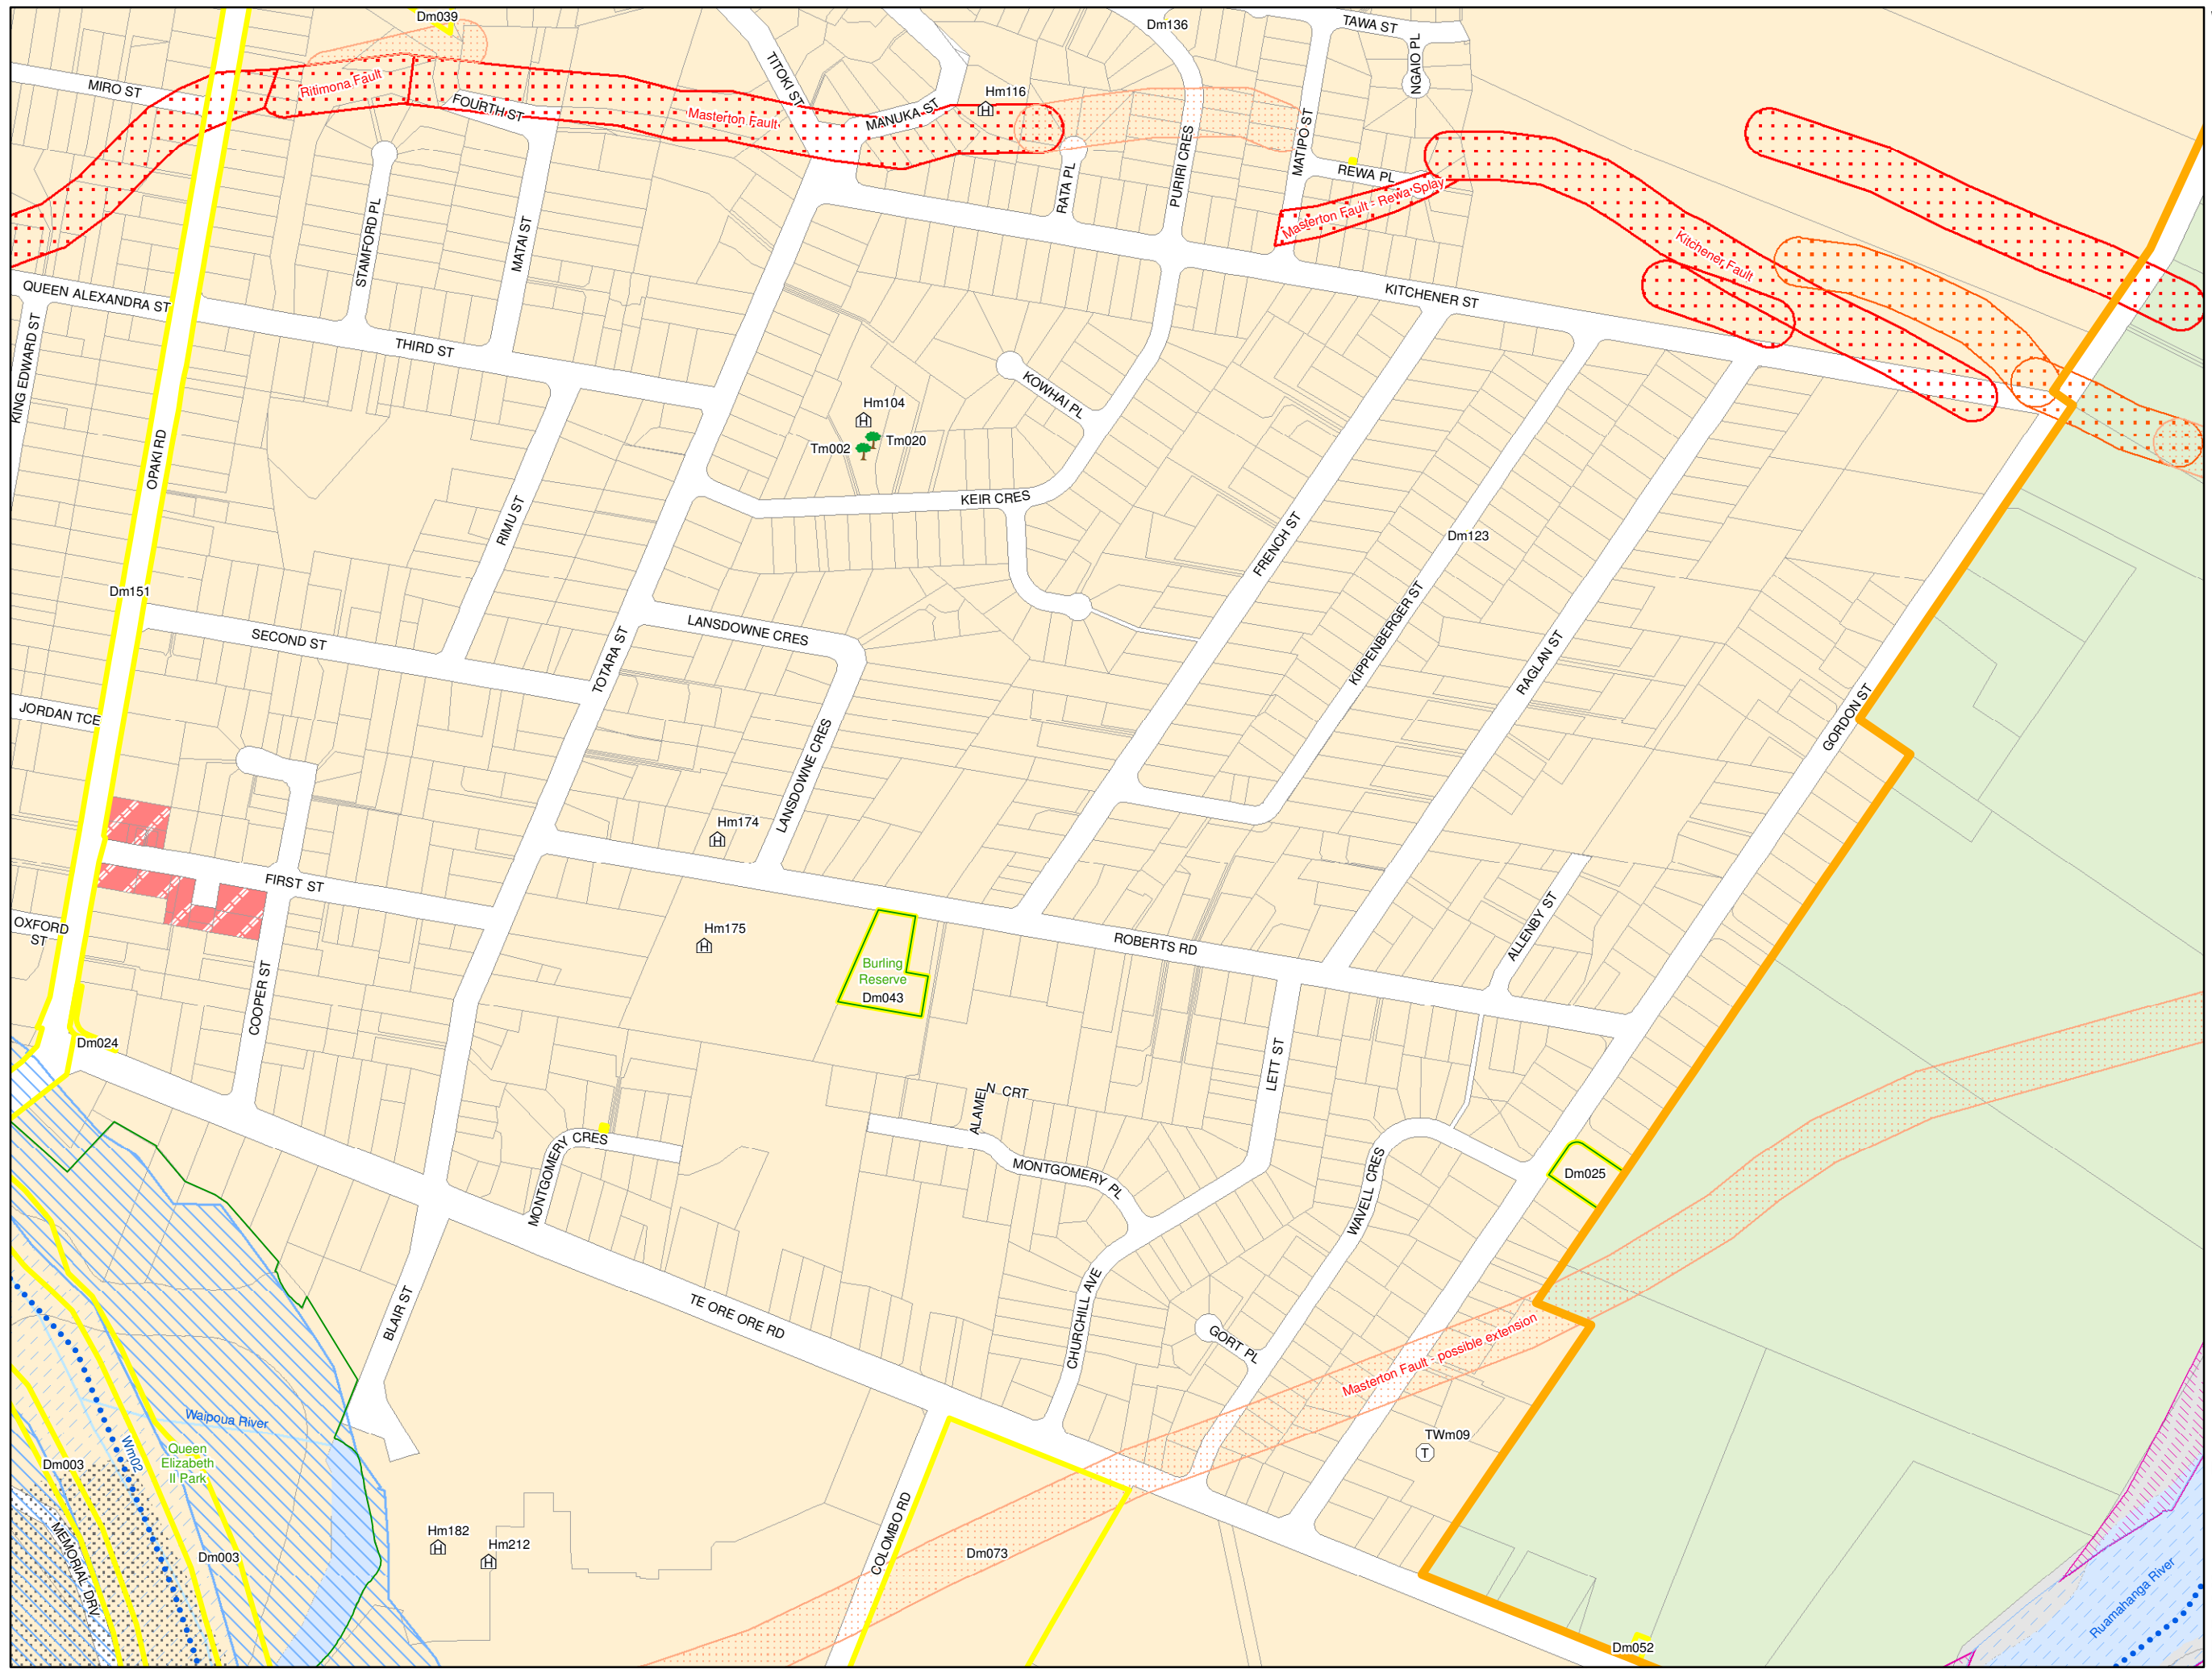 Dm039
Dm136
TAWA ST
NGAIO PL
TITOKI ST
MIRO ST
Ritimona Fault
FOURTH ST
Masterton Fault
MANUKA ST
Hm116
MATIPO ST
PURIRI CRES
RATA PL
REWA PL
Masterton Fault - Rewa Splay
Kitchener Fault
STAMFORD PL
MATAI ST
QUEEN ALEXANDRA ST
KING EDWARD ST
THIRD ST
KITCHENER ST
KOWHAI PL
Hm104
Tm002
Tm020
OPAKI RD
KEIR CRES
RIMU ST
FRENCH ST
Dm123
Dm151
KIPPENBERGER ST
SECOND ST
LANSDOWNE CRES
TOTARA ST
RAGLAN ST
JORDAN TCE
GORDON ST
LANSDOWNE CRES
Hm174
FIRST ST
OXFORD
ST
Hm175
ROBERTS RD
ALLENBY ST
Burling
Reserve
Dm043
COOPER ST
Dm024
LETT ST
ALAMEI
N CRT
MONTGOMERY CRES
MONTGOMERY PL
WAVELL CRES
Dm025
BLAIR ST
TE ORE ORE RD
CHURCHILL AVE
GORT PL
Masterton Fault - possible extension
Waipoua River
Wm02
Queen
Elizabeth
II Park
Dm003
TWm09
T
COLOMBO RD
Hm182
Hm212
Dm073
Dm003
MEMORIAL DRV
Dm052
Ruamahanga River
H
H
H
H
H
H